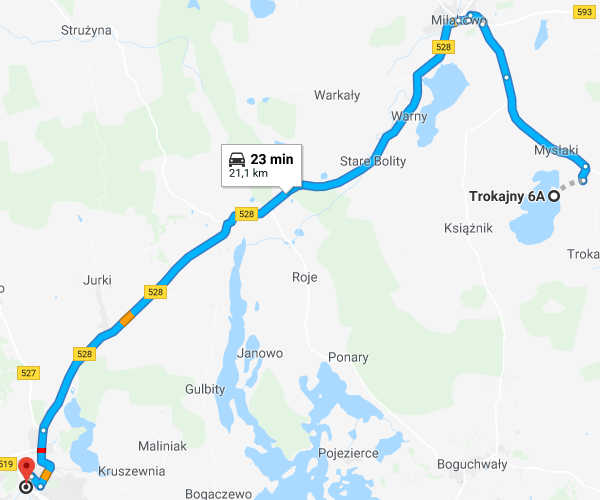 593
Miłakowo
Strużyna
528
Warkały
Warny
Mysłaki
23 min
21,1 km
Stare Bolity
Trokajny 6A
528
Książnik
Troka
Roje
Jurki
528
528
Janowo
Ponary
527
Gulbity
Maliniak
Pojezierce
519
Kruszewnia
Boguchwały
Bogaczewo